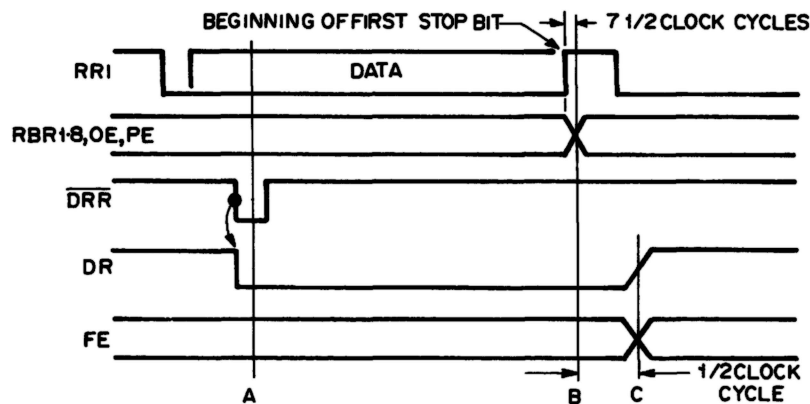 BEGINNING OF FIRST STOP BIT
7 1/2 CLOCK CYCLES
RRI
DATA
RBR1-8, OE, PE
DRR
DR
FE
A
B
C
1/2 CLOCK
CYCLE